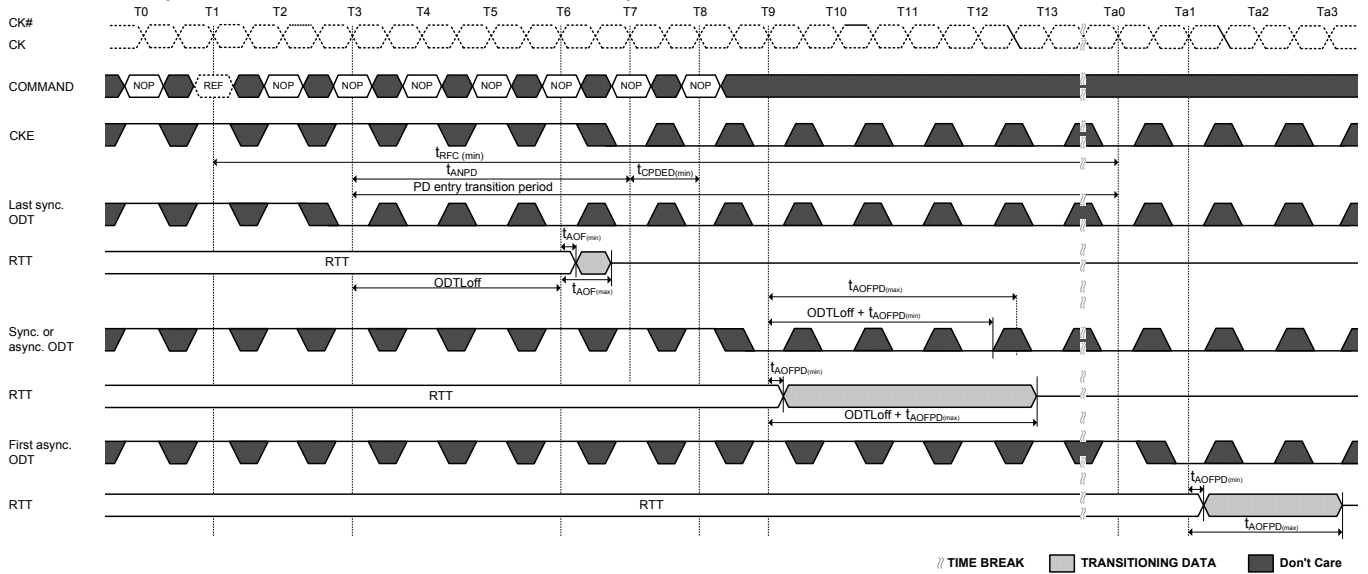 T0 T1 T2 T3 T4 T5 T6 T7 T8 T9 T10 T11 T12 T13 Ta0 Ta1 Ta2 Ta3
CK#
CK
COMMAND NOP REF NOP NOP NOP NOP NOP NOP NOP
CKE
tRFC (min)
tANPD tCPDED(min)
PD entry transition period
Last sync.
ODT
tAOF(min)
RTT RTT
ODTLoff tAOF(max)
tAOFPD(max)
ODTLoff + tAOFPD(min)
Sync. or
async. ODT
tAOFPD(min)
RTT RTT
ODTLoff + tAOFPD(max)
First async.
ODT
tAOFPD(min)
RTT RTT
tAOFPD(max)
TIME BREAK TRANSITIONING DATA Don't Care